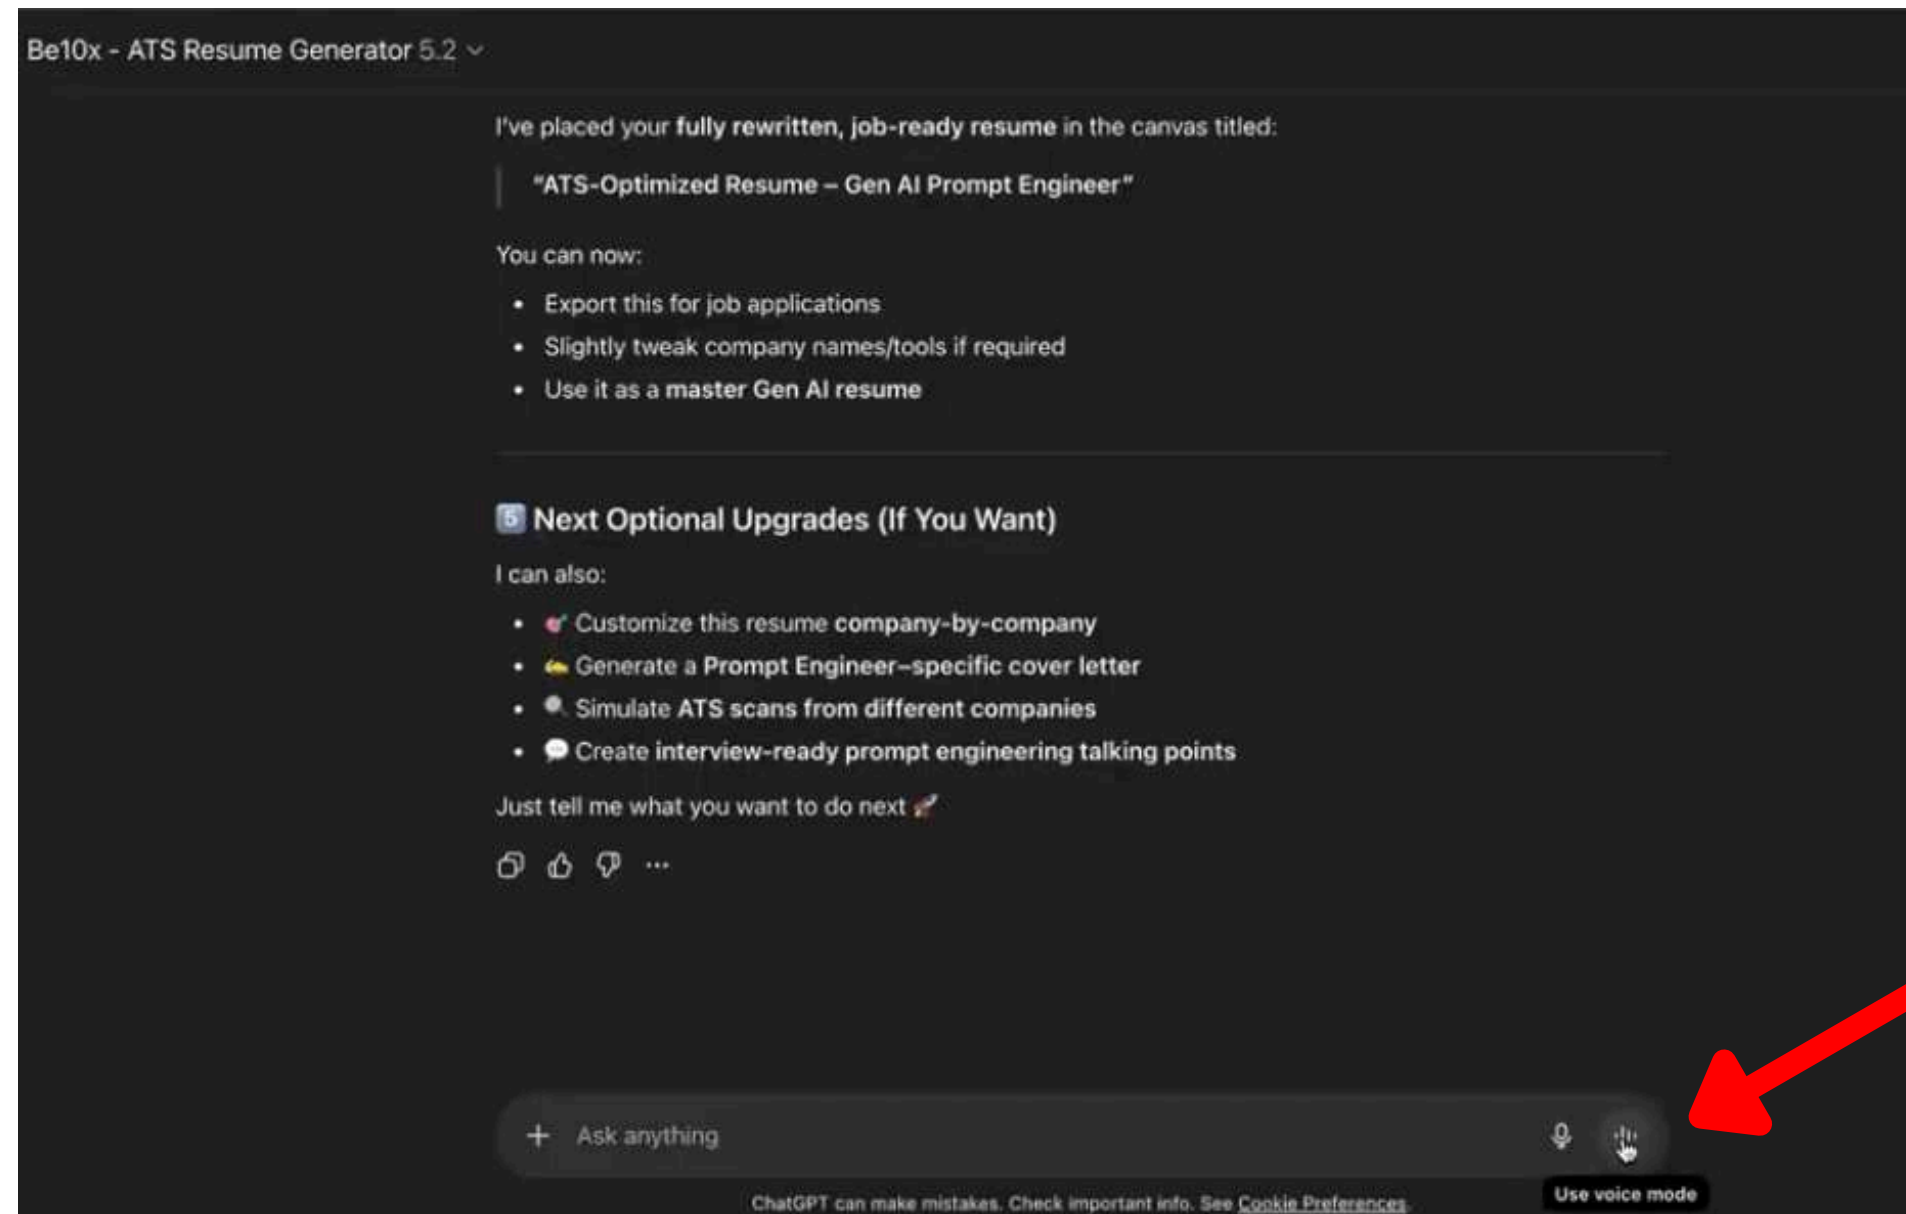 Be10x - ATS Resume Generator 5.2
I've placed your fully rewritten, job-ready resume in the canvas titled:
"ATS-Optimized Resume – Gen AI Prompt Engineer"
You can now:
• Export this for job applications
• Slightly tweak company names/tools if required
• Use it as a master Gen AI resume
5 Next Optional Upgrades (If You Want)
I can also:
• 🎯 Customize this resume company-by-company
• ✍️ Generate a Prompt Engineer–specific cover letter
• 🔍 Simulate ATS scans from different companies
• 💬 Create interview-ready prompt engineering talking points
Just tell me what you want to do next 🚀
Ask anything
Use voice mode
ChatGPT can make mistakes. Check important info. See Cookie Preferences.